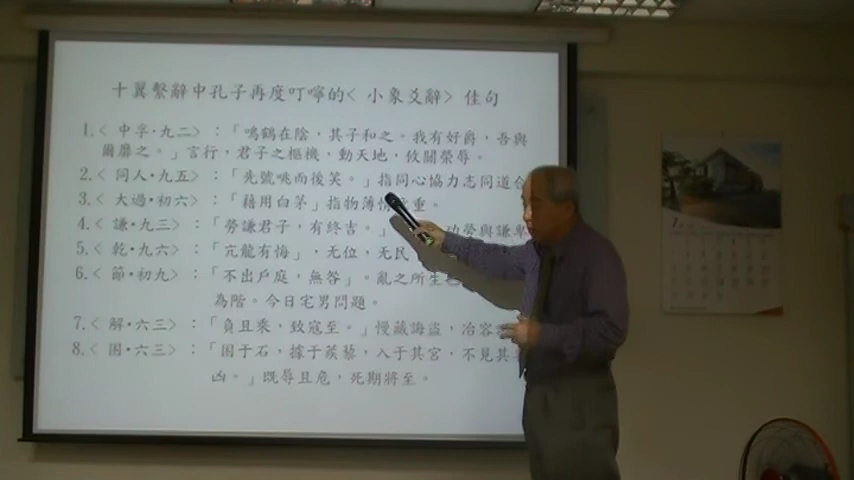 十翼繫辭中孔子再度叮嚀的〈 小象爻辭〉 佳句
1.〈 中孚·九二〉:「鳴鶴在陰,其子和之。我有好爵,吾與
爾靡之。」言行,君子之樞機,動天地,攸關榮辱。
2.〈 同人·九五〉:「先號咷而後笑。」指同心協力志同道合
3.〈 大過·初六〉:「藉用白茅」指物薄情 重。
4.〈 謙·九三〉:「勞謙君子,有終吉。」 功勞與謙卑
5.〈 乾·九六〉:「亢龍有悔」,无位,无民
6.〈 節·初九〉:「不出戶庭,無咎。」亂之所生也
為階。今日宅男問題。
7.〈 解·六三〉:「負且乘,致寇至。」慢藏誨盜,冶容
8.〈 困·六三〉:「困于石,據于蒺藜,入于其宮,不見其
凶。」既辱且危,死期將至。